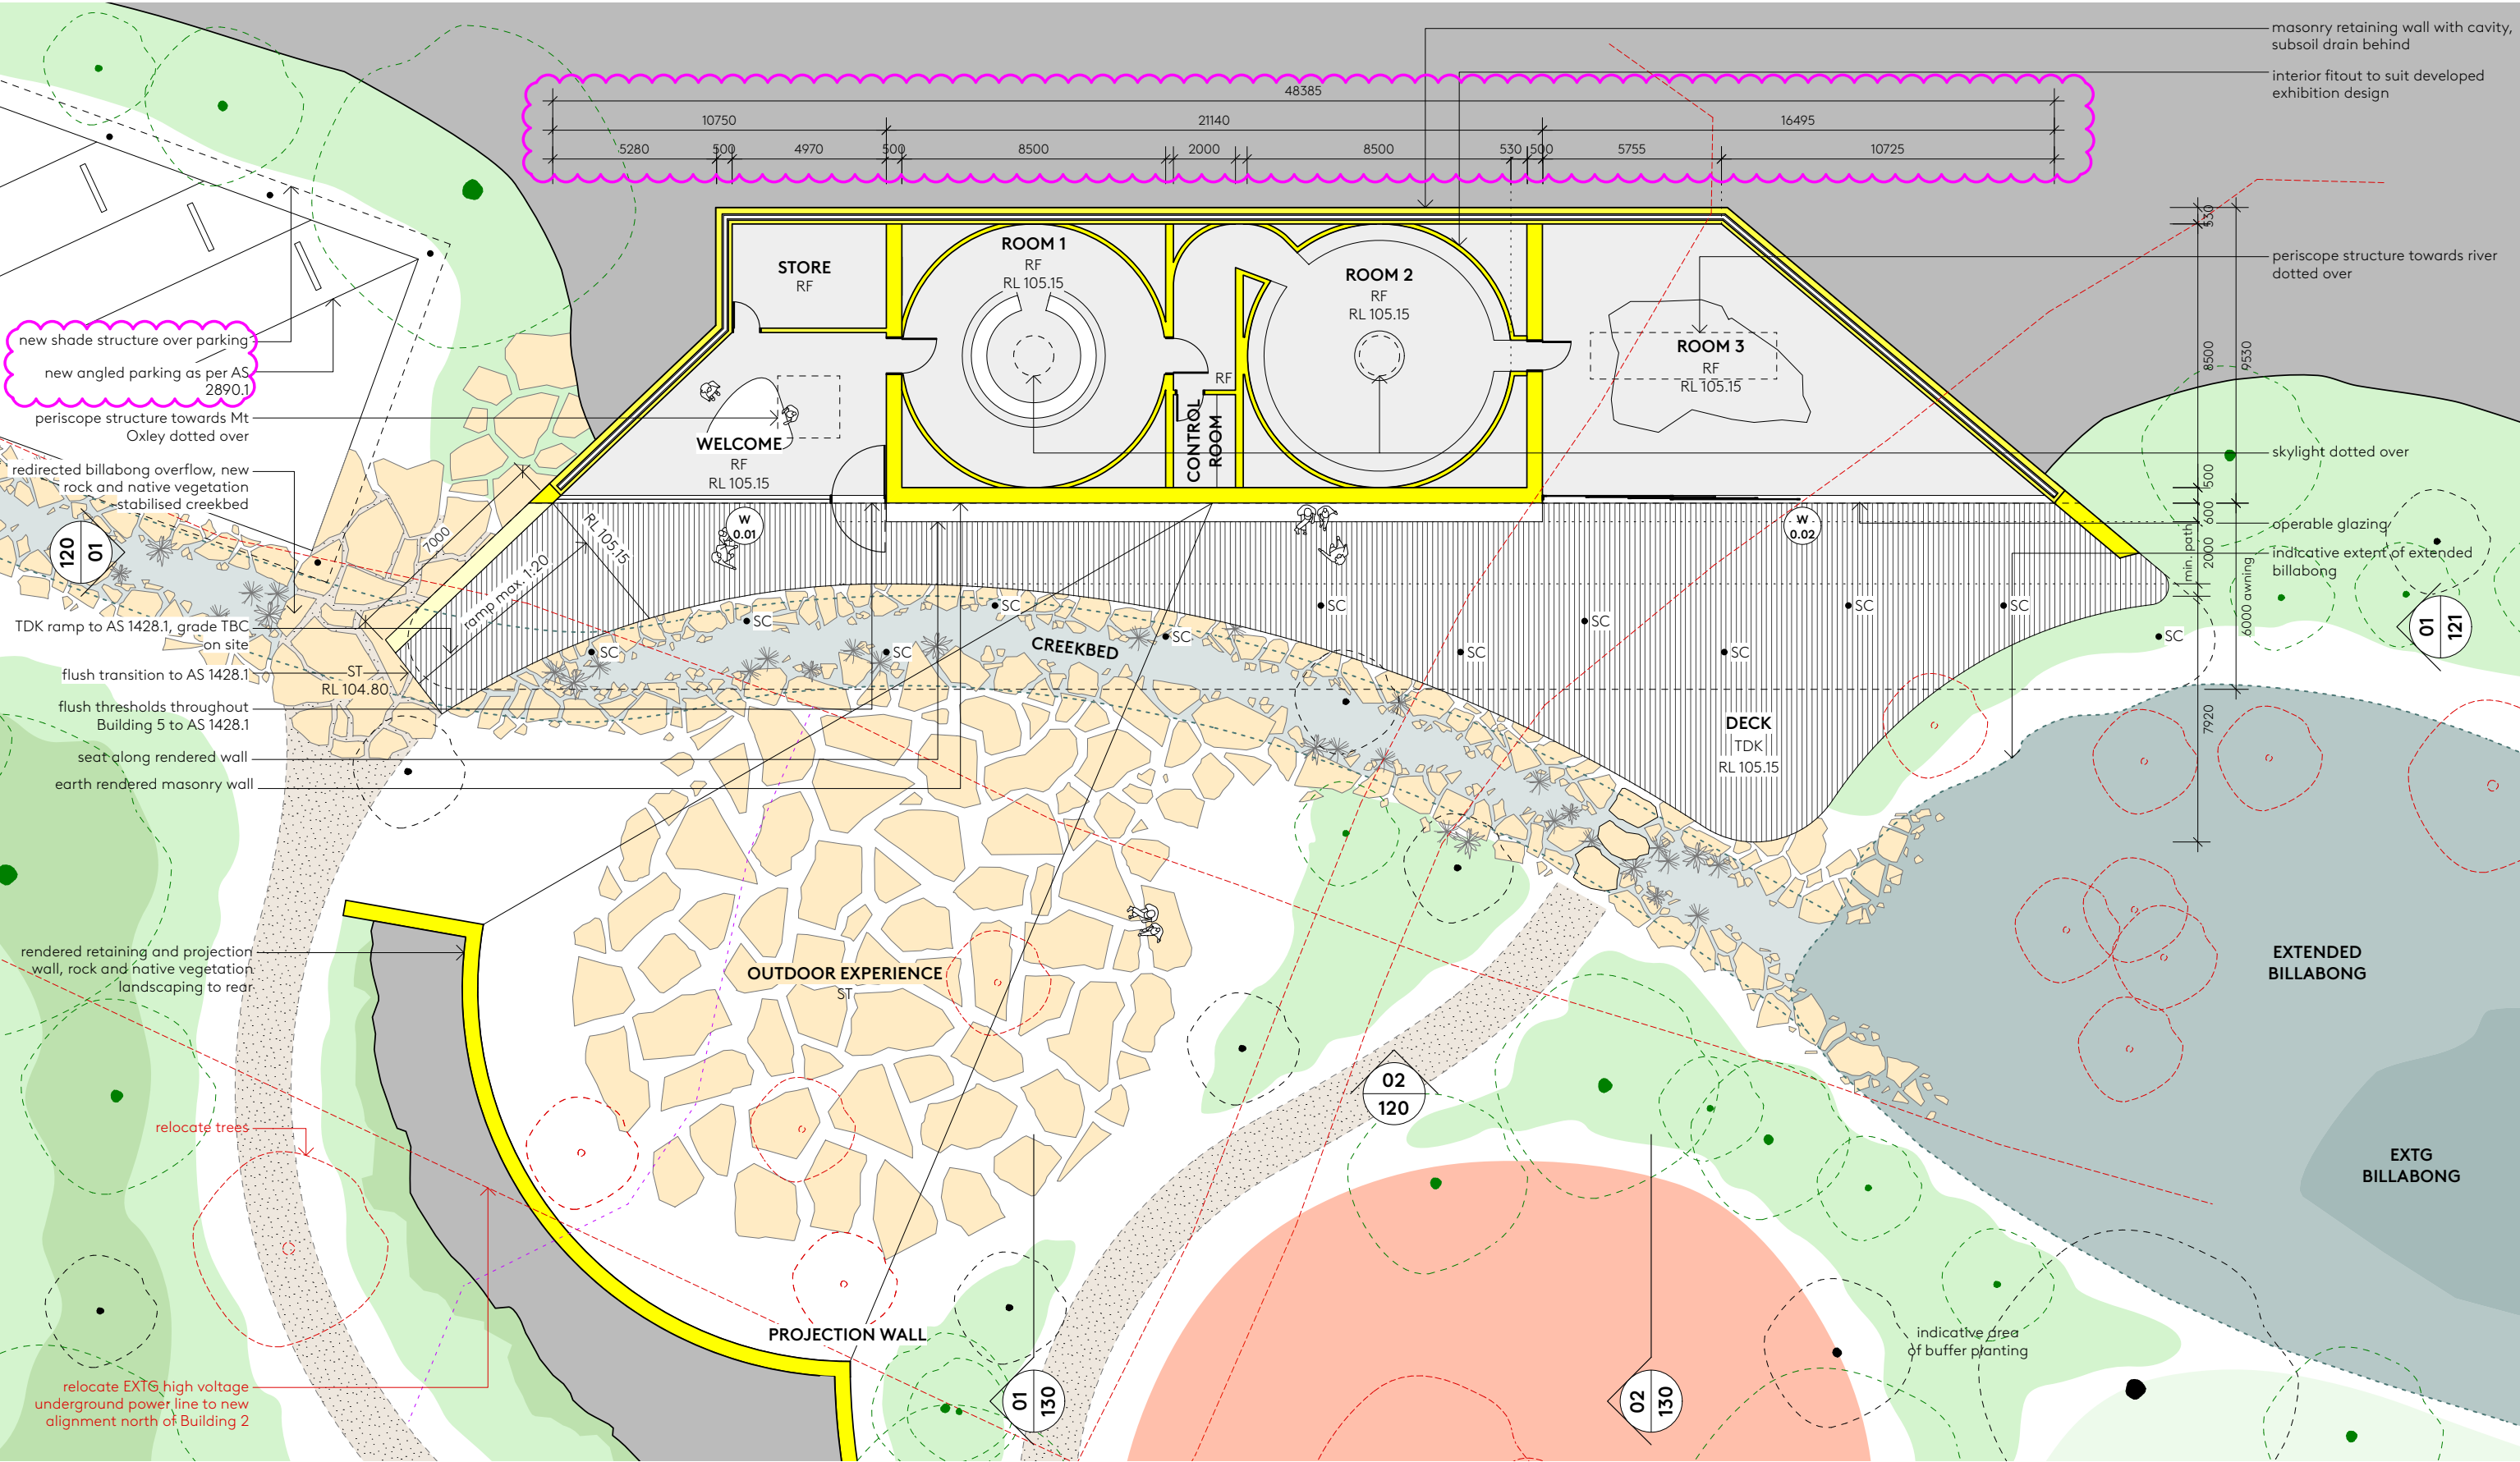 masonry retaining wall with cavity,
subsoil drain behind
interior fitout to suit developed
exhibition design
48385
10750
21140
16495
5280
500
4970
500
8500
2000
8500
530
500
5755
10725
530
8500
9530
500
600
2000
min. path
6000 awning
7920
periscope structure towards river
dotted over
skylight dotted over
operable glazing
indicative extent of extended
billabong
new shade structure over parking
new angled parking as per AS
2890.1
periscope structure towards Mt
Oxley dotted over
redirected billabong overflow, new
rock and native vegetation
stabilised creekbed
TDK ramp to AS 1428.1, grade TBC
on site
flush transition to AS 1428.1
flush thresholds throughout
Building 5 to AS 1428.1
seat along rendered wall
earth rendered masonry wall
rendered retaining and projection
wall, rock and native vegetation
landscaping to rear
relocate trees
relocate EXTG high voltage
underground power line to new
alignment north of Building 2
STORE
RF
ROOM 1
RF
RL 105.15
ROOM 2
RF
RL 105.15
ROOM 3
RF
RL 105.15
WELCOME
RF
RL 105.15
RF
CONTROL
ROOM
W
0.01
W
0.02
7000
RL 105.15
ramp max. 1:20
ST
RL 104.80
120
01
01
121
SC
SC
SC
SC
SC
SC
SC
SC
SC
SC
SC
SC
CREEKBED
DECK
TDK
RL 105.15
OUTDOOR EXPERIENCE
ST
EXTENDED
BILLABONG
EXTG
BILLABONG
02
120
PROJECTION WALL
indicative area
of buffer planting
01
130
02
130